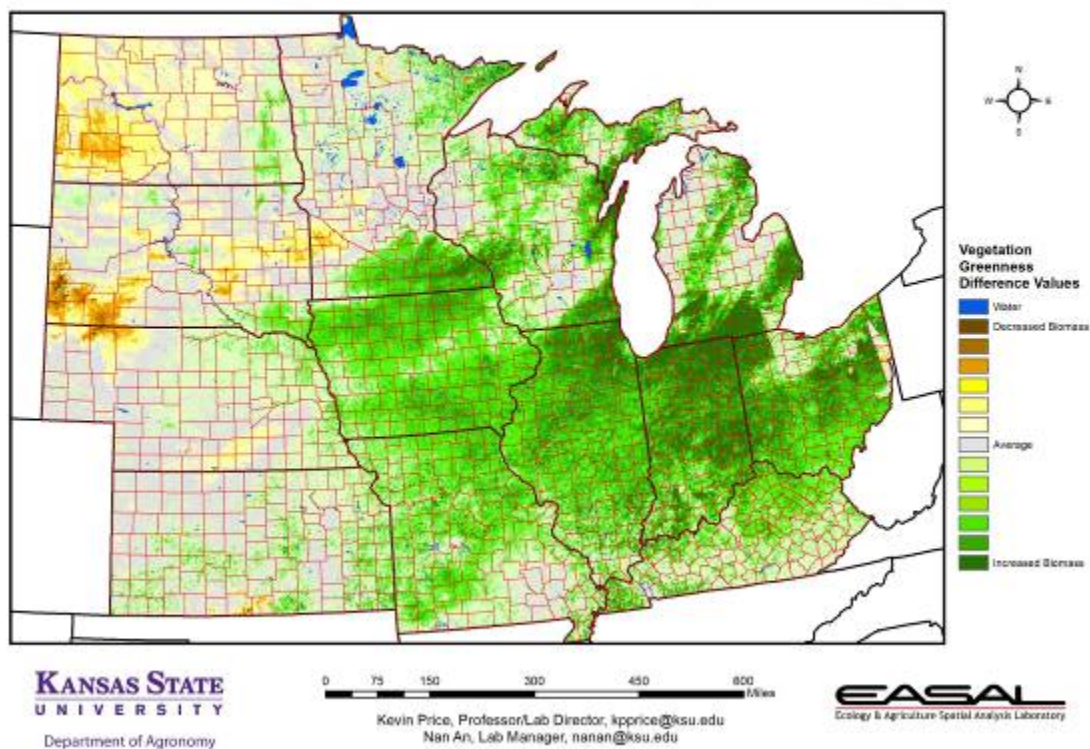 N
W E
S
Vegetation
Greenness
Difference Values
Water
Decreased Biomass
Average
Increased Biomass
KANSAS STATE
UNIVERSITY
Department of Agronomy
0 75 150 300 450 600
Miles
Kevin Price, Professor/Lab Director, kpprice@ksu.edu
Nan An, Lab Manager, nanan@ksu.edu
EASAL
Ecology & Agriculture Spatial Analysis Laboratory